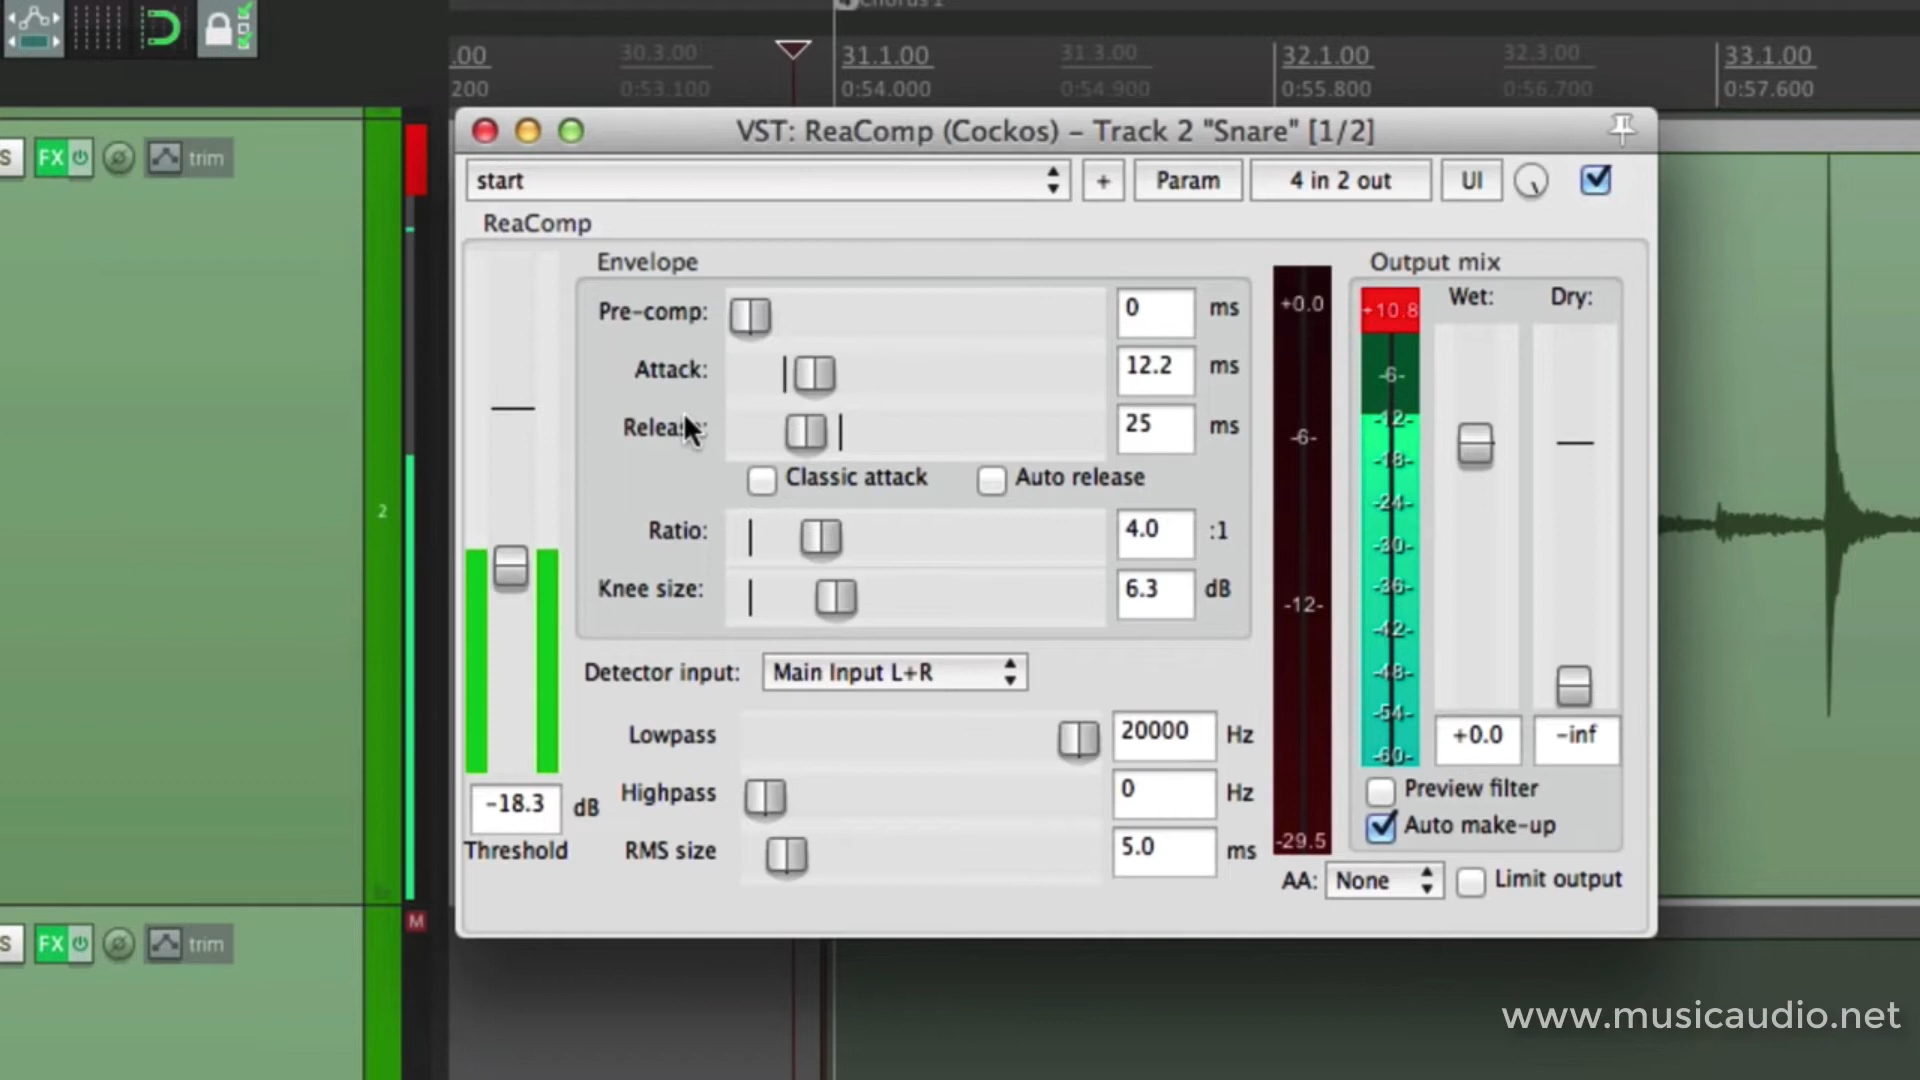 Chorus 1
.00 30.3.00 31.1.00 31.3.00 32.1.00 32.3.00 33.1.00
200 0:53.100 0:54.000 0:54.900 0:55.800 0:56.700 0:57.600
VST: ReaComp (Cockos) – Track 2 "Snare" [1/2]
S FX trim
start + Param 4 in 2 out UI
ReaComp
Envelope
Output mix
Pre-comp: 0 ms
Attack: 12.2 ms
Release: 25 ms
Classic attack Auto release
Ratio: 4.0 :1
Knee size: 6.3 dB
Detector input: Main Input L+R
Lowpass 20000 Hz
Highpass 0 Hz
RMS size 5.0 ms
-18.3 dB
Threshold
+0.0
-6-
-12-
-29.5
Wet: Dry:
+10.8
-6-
-12-
-18-
-24-
-30-
-36-
-42-
-48-
-54-
-60-
+0.0 -inf
Preview filter
Auto make-up
AA: None Limit output
2
M
S FX trim
www.musicaudio.net